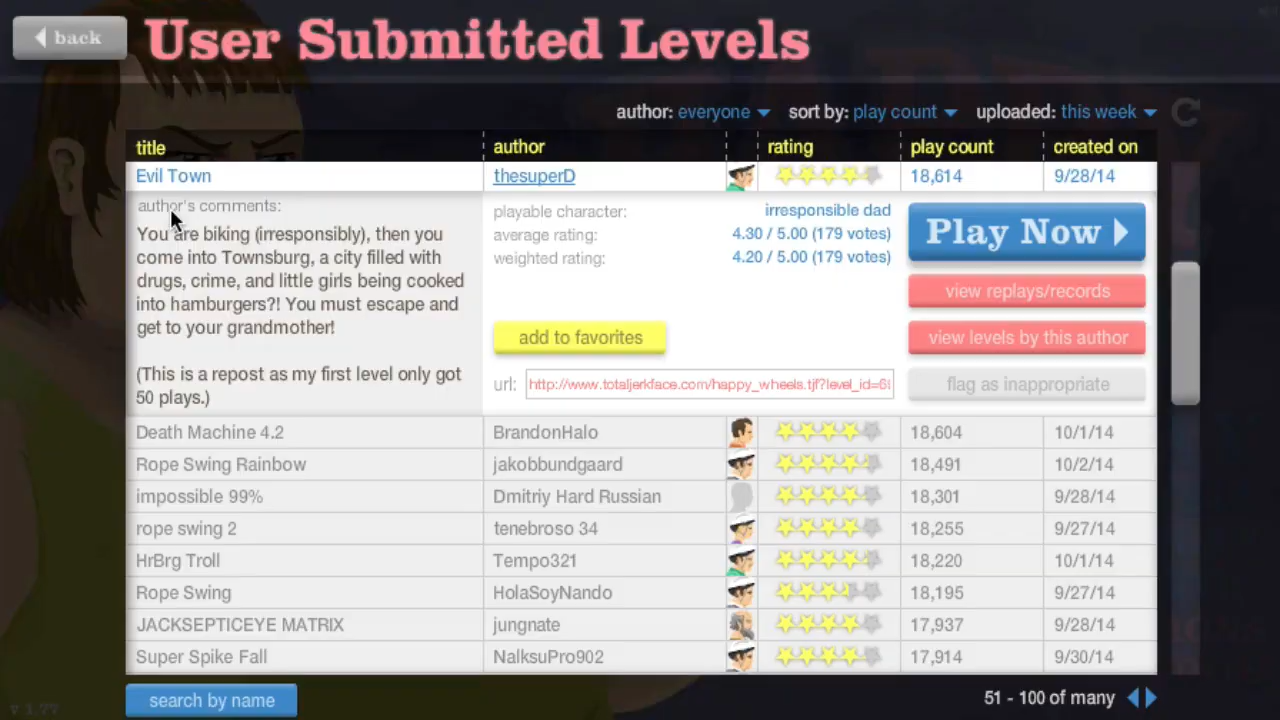 back
User Submitted Levels
author: everyone sort by: play count uploaded: this week
title author rating play count created on
Evil Town thesuperD 18,614 9/28/14
author's comments:
You are biking (irresponsibly), then you
come into Townsburg, a city filled with
drugs, crime, and little girls being cooked
into hamburgers?! You must escape and
get to your grandmother!
(This is a repost as my first level only got
50 plays.)
playable character: irresponsible dad
average rating: 4.30 / 5.00 (179 votes)
weighted rating: 4.20 / 5.00 (179 votes)
add to favorites
url: http://www.totaljerkface.com/happy_wheels.tjf?level_id=6
Play Now
view replays/records
view levels by this author
flag as inappropriate
Death Machine 4.2 BrandonHalo 18,604 10/1/14
Rope Swing Rainbow jakobbundgaard 18,491 10/2/14
impossible 99% Dmitriy Hard Russian 18,301 9/28/14
rope swing 2 tenebroso 34 18,255 9/27/14
HrBrg Troll Tempo321 18,220 10/1/14
Rope Swing HolaSoyNando 18,195 9/27/14
JACKSEPTICEYE MATRIX jungnate 17,937 9/28/14
Super Spike Fall NalksuPro902 17,914 9/30/14
search by name
51 - 100 of many
v 1.77